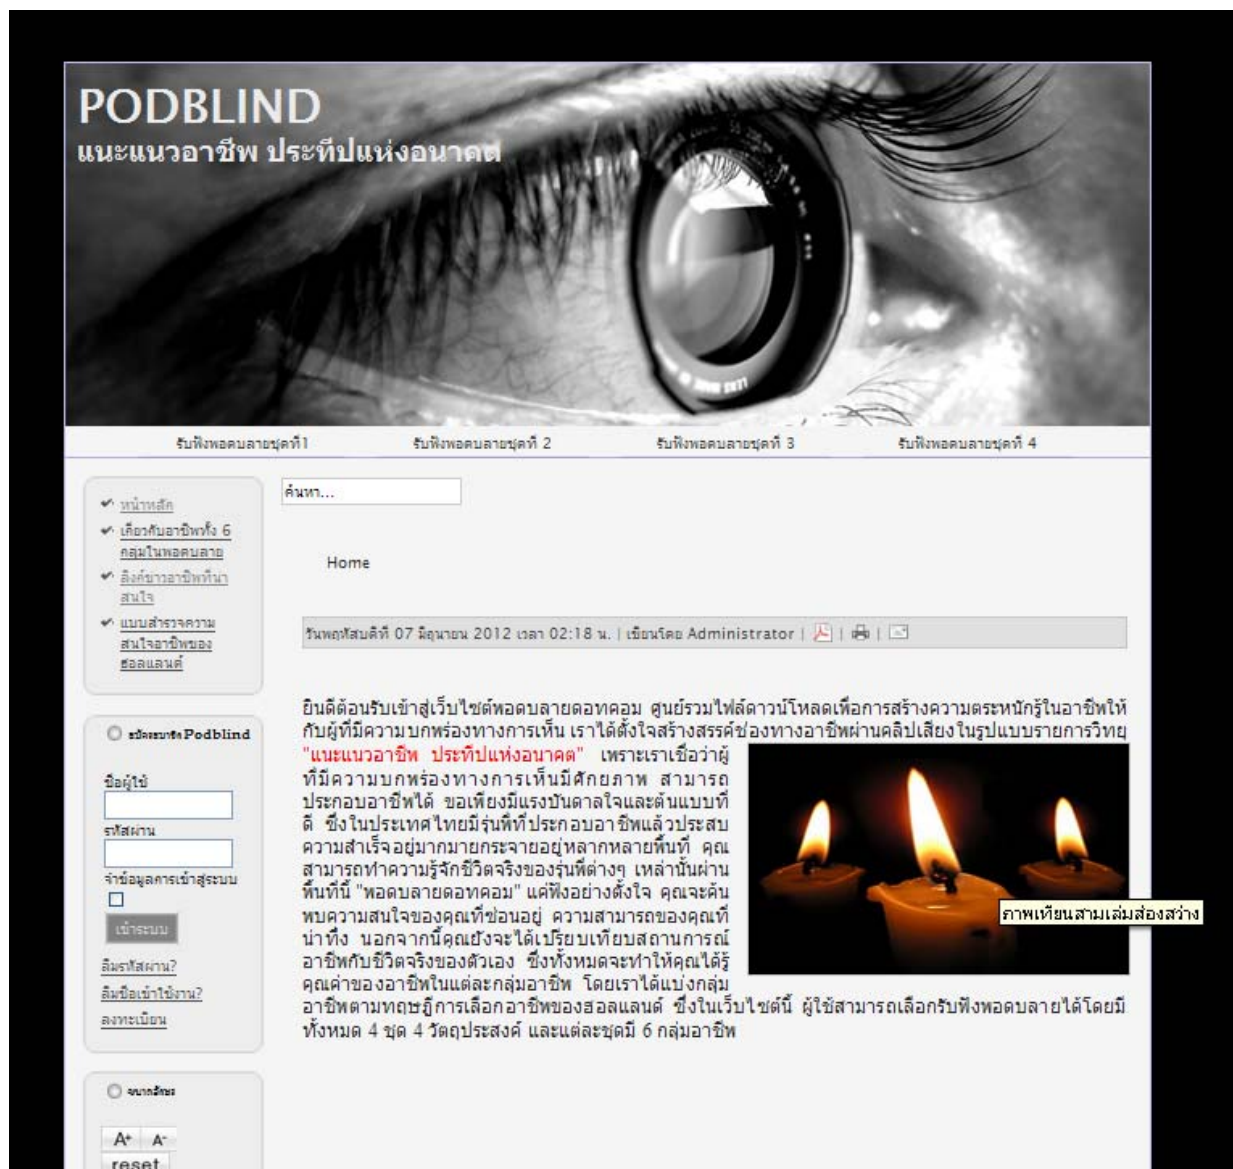 PODBLIND
แนะแนวอาชีพ ประทีปแห่งอนาคต
รับฟังพอดบลายชุดที่1
รับฟังพอดบลายชุดที่ 2
รับฟังพอดบลายชุดที่ 3
รับฟังพอดบลายชุดที่ 4
หน้าหลัก
เกี่ยวกับอาชีพทั้ง 6
กลุ่มในพอดบลาย
ลิงค์ข่าวอาชีพที่น่า
สนใจ
แบบสำรวจความ
สนใจอาชีพของ
ฮอลแลนด์
สมัครสมาชิก Podblind
ชื่อผู้ใช้
รหัสผ่าน
จำข้อมูลการเข้าสู่ระบบ
เข้าระบบ
ลืมรหัสผ่าน?
ลืมชื่อเข้าใช้งาน?
ลงทะเบียน
ขนาดอักษร
A+ A-
reset
ค้นหา...
Home
วันพฤหัสบดีที่ 07 มิถุนายน 2012 เวลา 02:18 น. | เขียนโดย Administrator |
ยินดีต้อนรับเข้าสู่เว็บไซต์พอดบลายดอทคอม ศูนย์รวมไฟล์ดาวน์โหลดเพื่อการสร้างความตระหนักรู้ในอาชีพให้
กับผู้ที่มีความบกพร่องทางการเห็น เราได้ตั้งใจสร้างสรรค์ช่องทางอาชีพผ่านคลิปเสียงในรูปแบบรายการวิทยุ
"แนะแนวอาชีพ ประทีปแห่งอนาคต" เพราะเราเชื่อว่าผู้
ที่มีความบกพร่องทางการเห็นมีศักยภาพ สามารถ
ประกอบอาชีพได้ ขอเพียงมีแรงบันดาลใจและต้นแบบที่
ดี ซึ่งในประเทศไทยมีรุ่นพี่ที่ประกอบอาชีพแล้วประสบ
ความสำเร็จอยู่มากมายกระจายอยู่หลากหลายพื้นที่ คุณ
สามารถทำความรู้จักชีวิตจริงของรุ่นพี่ต่างๆ เหล่านั้นผ่าน
พื้นที่นี้ "พอดบลายดอทคอม" แค่ฟังอย่างตั้งใจ คุณจะค้น
พบความสนใจของคุณที่ซ่อนอยู่ ความสามารถของคุณที่
น่าทึ่ง นอกจากนี้คุณยังจะได้เปรียบเทียบสถานการณ์
อาชีพกับชีวิตจริงของตัวเอง ซึ่งทั้งหมดจะทำให้คุณได้รู้
คุณค่าของอาชีพในแต่ละกลุ่มอาชีพ โดยเราได้แบ่งกลุ่ม
อาชีพตามทฤษฎีการเลือกอาชีพของฮอลแลนด์ ซึ่งในเว็บไซต์นี้ ผู้ใช้สามารถเลือกรับฟังพอดบลายได้โดยมี
ทั้งหมด 4 ชุด 4 วัตถุประสงค์ และแต่ละชุดมี 6 กลุ่มอาชีพ
ภาพเทียนสามเล่มส่องสว่าง